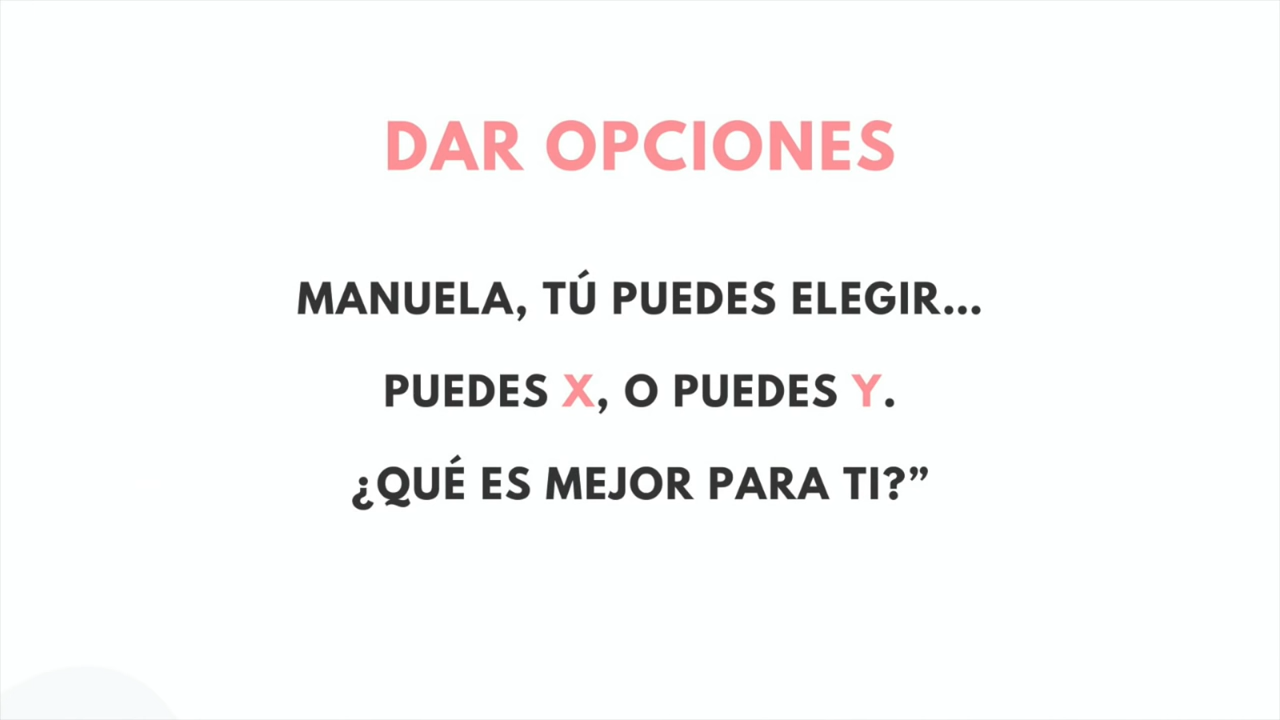 DAR OPCIONES
MANUELA, TÚ PUEDES ELEGIR...
PUEDES X, O PUEDES Y.
¿QUÉ ES MEJOR PARA TI?”